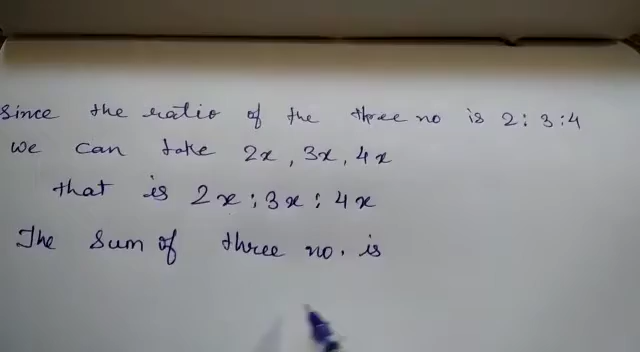 since the ratio of the three no is 2:3:4
we can take 2x, 3x, 4x
that is 2x:3x:4x
The sum of three no. is